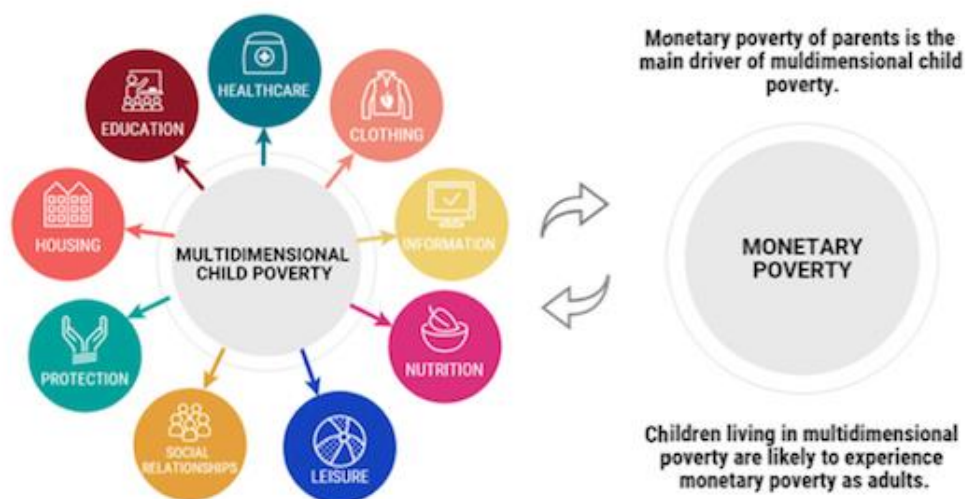 HEALTHCARE
EDUCATION
CLOTHING
HOUSING
INFORMATION
MULTIDIMENSIONAL
CHILD POVERTY
PROTECTION
NUTRITION
SOCIAL
RELATIONSHIPS
LEISURE
Monetary poverty of parents is the
main driver of muldimensional child
poverty.
MONETARY
POVERTY
Children living in multidimensional
poverty are likely to experience
monetary poverty as adults.